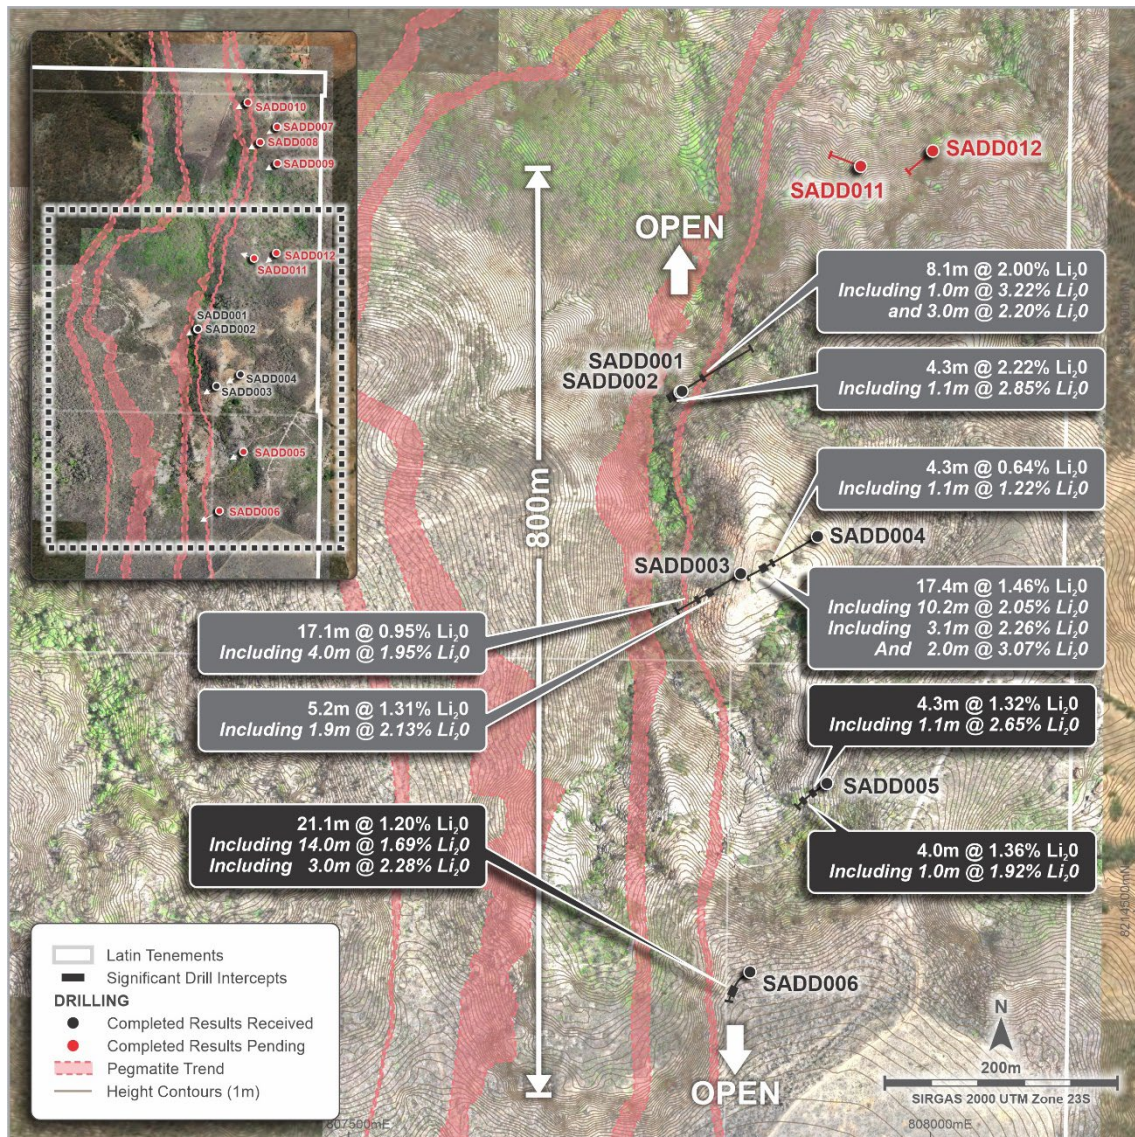 SADD010
SADD007
SADD008
SADD009
SADD012
SADD011
SADD001
SADD002
SADD004
SADD003
SADD005
SADD006
OPEN
SADD012
SADD011
8.1m @ 2.00% Li₂0
Including 1.0m @ 3.22% Li₂0
and 3.0m @ 2.20% Li₂0
SADD001
SADD002
4.3m @ 2.22% Li₂0
Including 1.1m @ 2.85% Li₂0
800m
4.3m @ 0.64% Li₂0
Including 1.1m @ 1.22% Li₂0
SADD004
SADD003
17.4m @ 1.46% Li₂0
Including 10.2m @ 2.05% Li₂0
Including 3.1m @ 2.26% Li₂0
And 2.0m @ 3.07% Li₂0
17.1m @ 0.95% Li₂0
Including 4.0m @ 1.95% Li₂0
5.2m @ 1.31% Li₂0
Including 1.9m @ 2.13% Li₂0
4.3m @ 1.32% Li₂0
Including 1.1m @ 2.65% Li₂0
SADD005
4.0m @ 1.36% Li₂0
Including 1.0m @ 1.92% Li₂0
21.1m @ 1.20% Li₂0
Including 14.0m @ 1.69% Li₂0
Including 3.0m @ 2.28% Li₂0
8214500mN
SADD006
OPEN
Latin Tenements
Significant Drill Intercepts
DRILLING
Completed Results Received
Completed Results Pending
Pegmatite Trend
Height Contours (1m)
N
200m
SIRGAS 2000 UTM Zone 23S
807500mE
808000mE